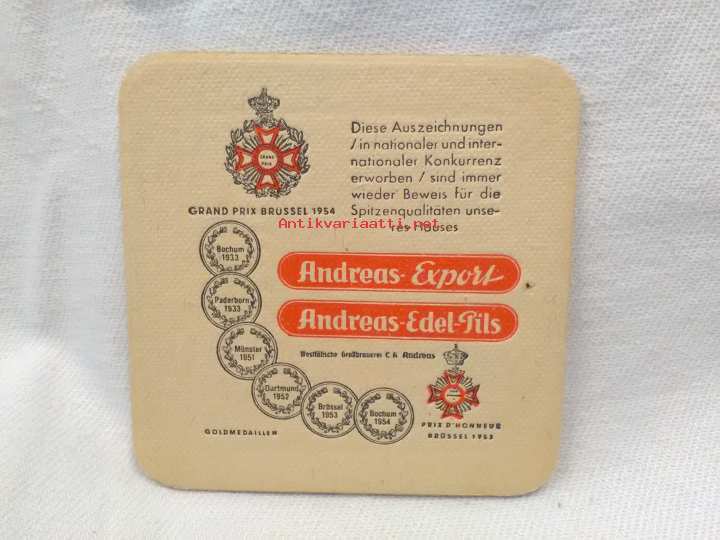 GRAND
PRIX
GRAND PRIX BRÜSSEL 1954
Diese Auszeichnungen
/ in nationaler und inter-
nationaler Konkurrenz
erworben / sind immer
wieder Beweis für die
Spitzenqualitäten unse-
res Hauses
Antikvariaatti.net
Bochum
1933
Paderborn
1933
Münster
1951
Dortmund
1952
Brüssel
1953
Bochum
1954
GOLDMEDAILLEN
Andreas-Export
Andreas-Edel-Pils
Westfälische Großbrauerei C. & Andreas
PRIX D'HONNEUR
BRÜSSEL 1953